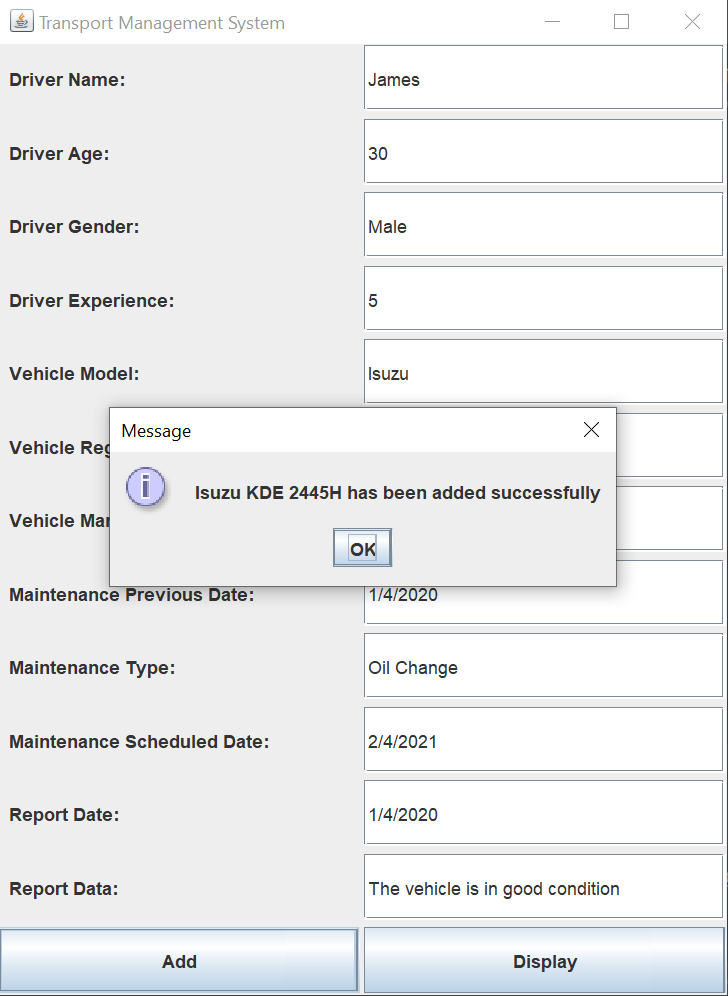 Transport Management System
Driver Name: James
Driver Age: 30
Driver Gender: Male
Driver Experience: 5
Vehicle Model: Isuzu
Message
Vehicle Reg
Isuzu KDE 2445H has been added successfully
Vehicle Man
OK
Maintenance Previous Date: 1/4/2020
Maintenance Type: Oil Change
Maintenance Scheduled Date: 2/4/2021
Report Date: 1/4/2020
Report Data: The vehicle is in good condition
Add Display